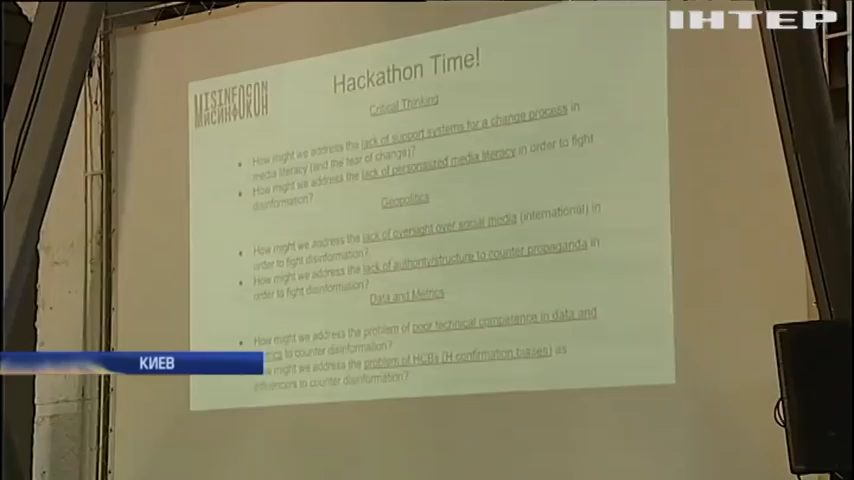 ІНТЕР
MISINFOCON
МИСИНФОКОН
Hackathon Time!
Critical Thinking
• How might we address the lack of support systems for a change process in
media literacy (and the fear of change)?
• How might we address the lack of personalized media literacy in order to fight
disinformation?
Geopolitics
• How might we address the lack of oversight over social media (international) in
order to fight disinformation?
• How might we address the lack of authority/structure to counter propaganda in
order to fight disinformation?
Data and Metrics
• How might we address the problem of poor technical competence in data and
to counter disinformation?
might we address the problem of HCBs (H confirmation biases) as
influencers to counter disinformation?
КИЕВ